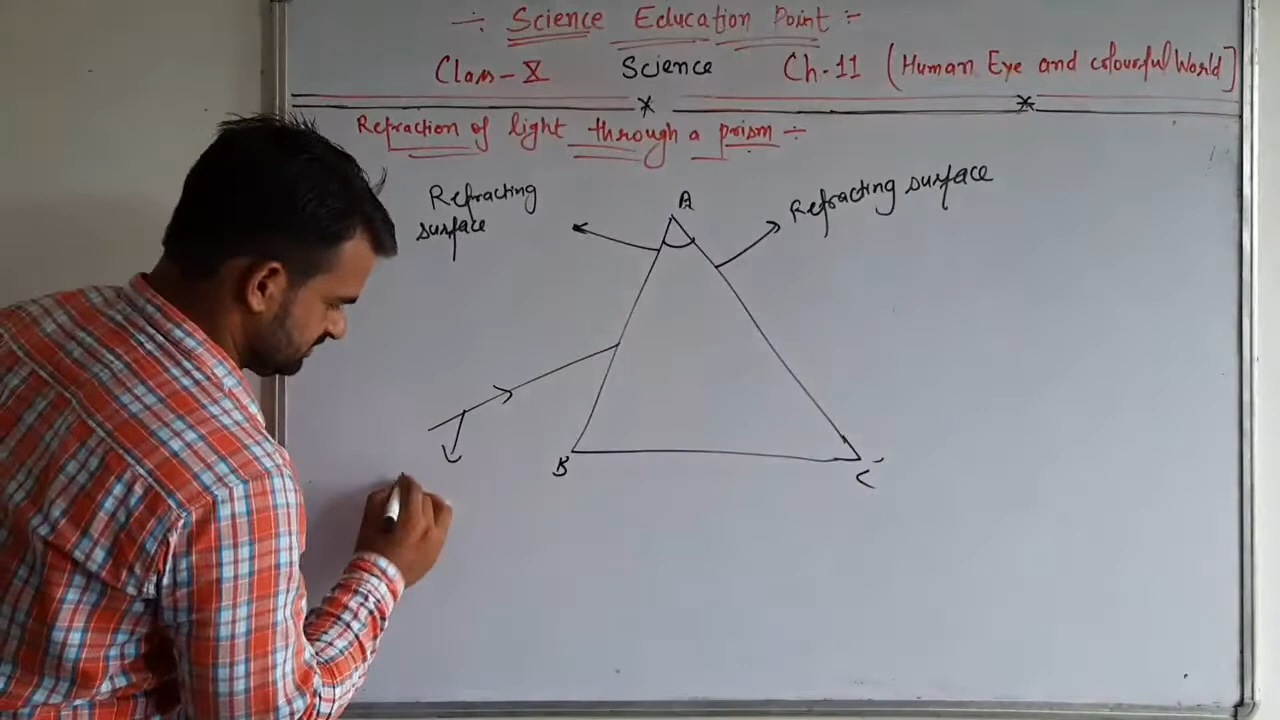 ÷ Science Education Point ÷
Class-X Science Ch.11 (Human Eye and colourful World]
Refraction of light through a prism ÷
Refracting
surface
Refracting surface
A
B
C